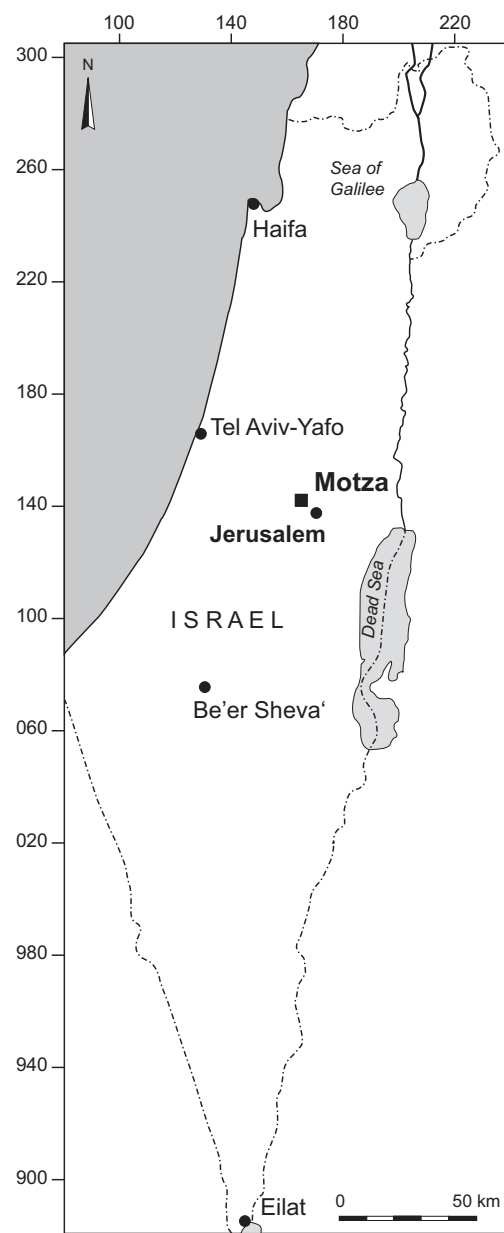 100 140 180 220
300
N
260
Sea of
Galilee
Haifa
220
180
Tel Aviv-Yafo
Motza
140
Jerusalem
Dead Sea
100
ISRAEL
Be'er Sheva‘
060
020
980
940
900
Eilat
0 50 km